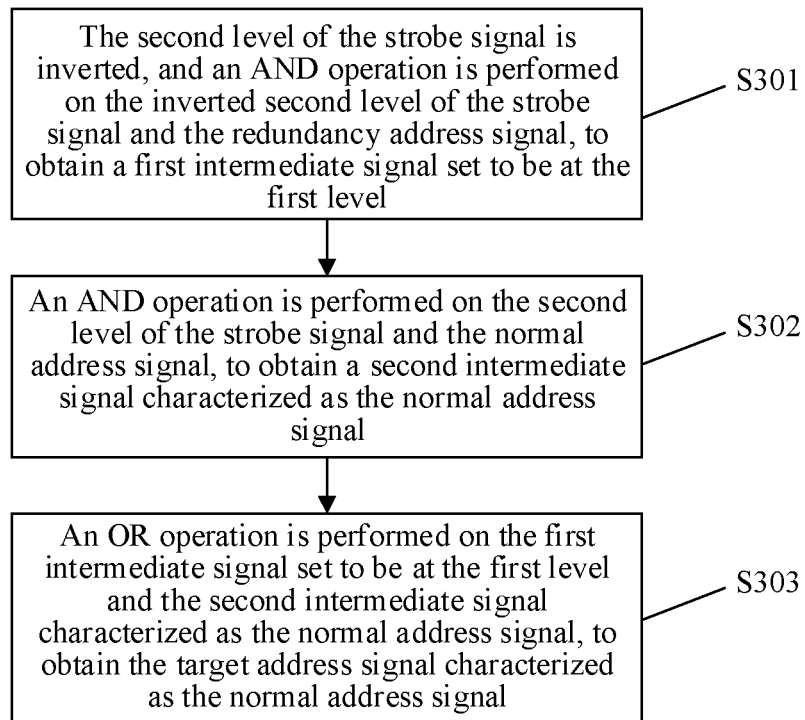 The second level of the strobe signal is
inverted, and an AND operation is performed
on the inverted second level of the strobe
signal and the redundancy address signal, to
obtain a first intermediate signal set to be at the
first level
S301
An AND operation is performed on the second
level of the strobe signal and the normal
address signal, to obtain a second intermediate
signal characterized as the normal address
signal
S302
An OR operation is performed on the first
intermediate signal set to be at the first level
and the second intermediate signal
characterized as the normal address signal, to
obtain the target address signal characterized
as the normal address signal
S303